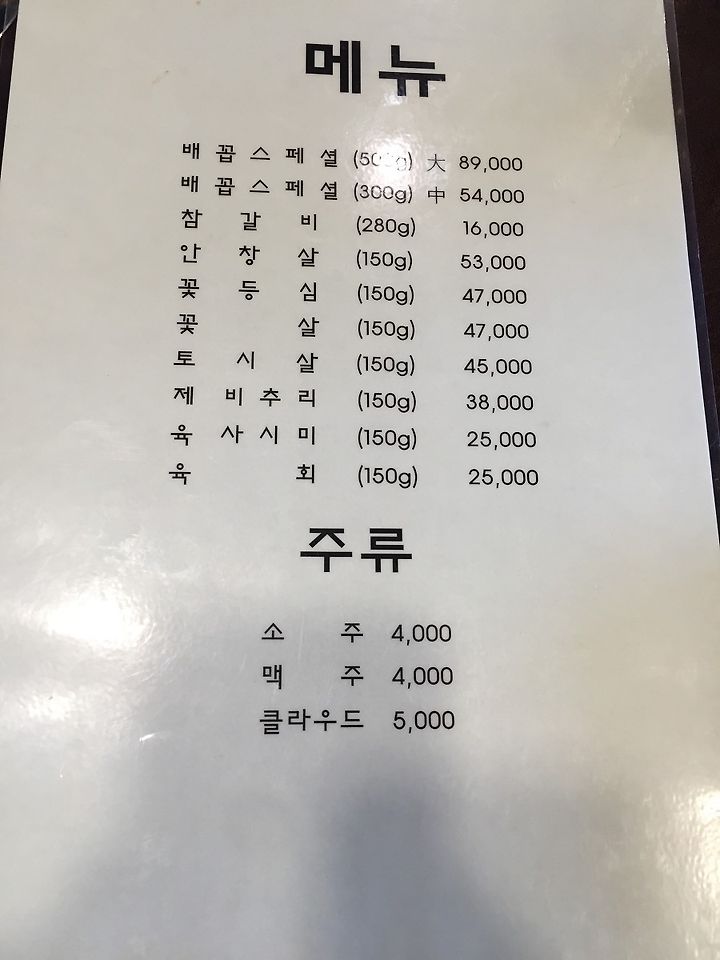 메뉴
배꼽스페셜 (500g) 大 89,000
배꼽스페셜 (300g) 中 54,000
참갈비 (280g) 16,000
안창살 (150g) 53,000
꽃등심 (150g) 47,000
꽃살 (150g) 47,000
토시살 (150g) 45,000
제비추리 (150g) 38,000
육사시미 (150g) 25,000
육회 (150g) 25,000
주류
소주 4,000
맥주 4,000
클라우드 5,000